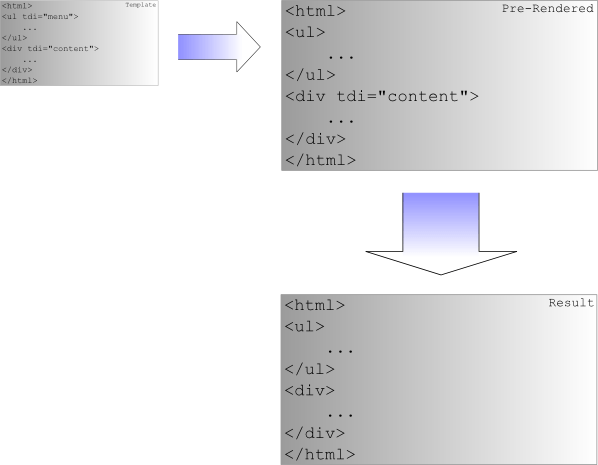 <html> Template
<ul tdi="menu">
...
</ul>
<div tdi="content">
...
</div>
</html>
<html> Pre-Rendered
<ul>
...
</ul>
<div tdi="content">
...
</div>
</html>
<html> Result
<ul>
...
</ul>
<div>
...
</div>
</html>